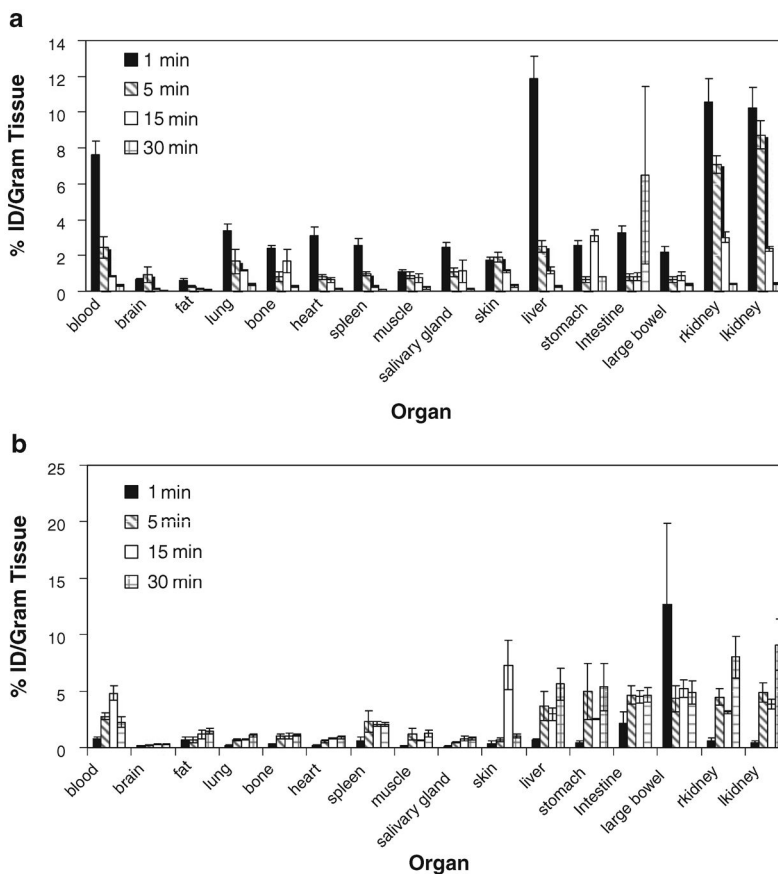 a
14
12
10
8
6
4
2
0
% ID/Gram Tissue
1 min
5 min
15 min
30 min
blood
brain
fat
lung
bone
heart
spleen
muscle
salivary gland
skin
liver
stomach
Intestine
large bowel
rkidney
lkidney
Organ
b
25
20
15
10
5
0
% ID/Gram Tissue
1 min
5 min
15 min
30 min
blood
brain
fat
lung
bone
heart
spleen
muscle
salivary gland
skin
liver
stomach
Intestine
large bowel
rkidney
lkidney
Organ